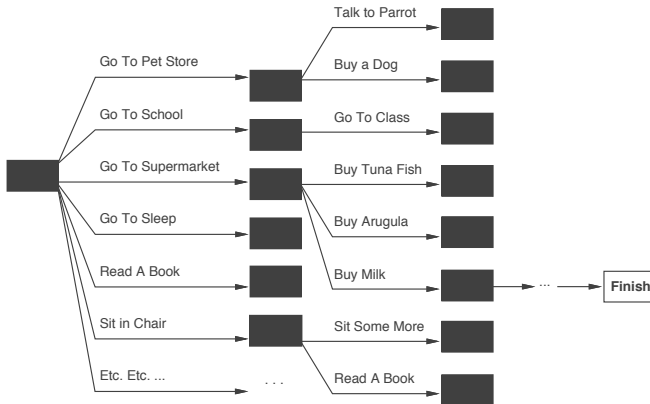 Talk to Parrot
Go To Pet Store
Buy a Dog
Go To School
Go To Class
Go To Supermarket
Buy Tuna Fish
Go To Sleep
Buy Arugula
Read A Book
Buy Milk
...
Finish
Sit in Chair
Sit Some More
Etc. Etc. ...
. . .
Read A Book